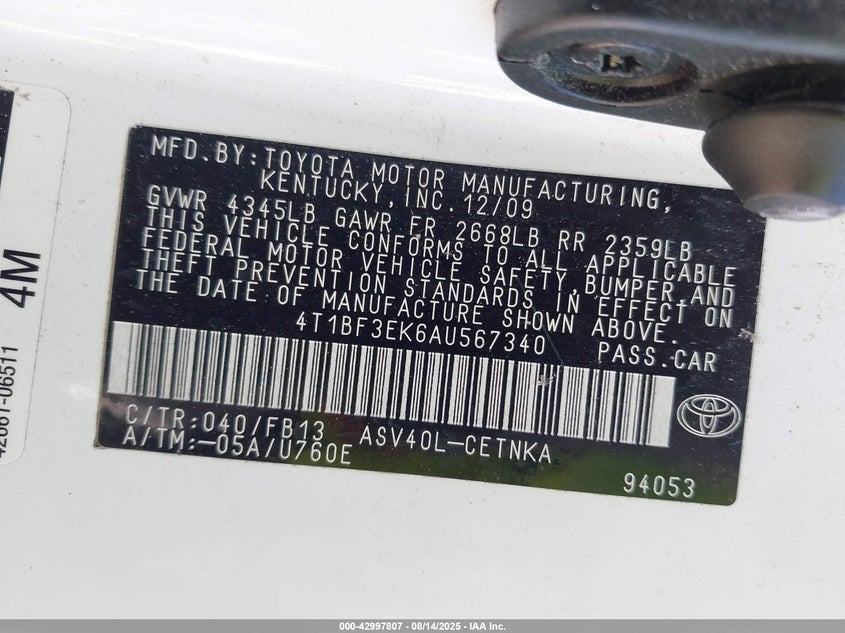 MFD.BY:TOYOTA MOTOR MANUFACTURING,
KENTUCKY,INC. 12/09
GVWR 4345LB GAWR FR 2668LB RR 2359LB
THIS VEHICLE CONFORMS TO ALL APPLICABLE
FEDERAL MOTOR VEHICLE SAFETY,BUMPER,AND
THEFT PREVENTION STANDARDS IN EFFECT ON
THE DATE OF MANUFACTURE SHOWN ABOVE.
4T1BF3EK6AU567340 PASS.CAR
C/TR:040/FB13 ASV40L-CETNKA
A/TM:-05A/U760E
94053
4M
42661-06511
000-42997807 - 08/14/2025 - IAA Inc.